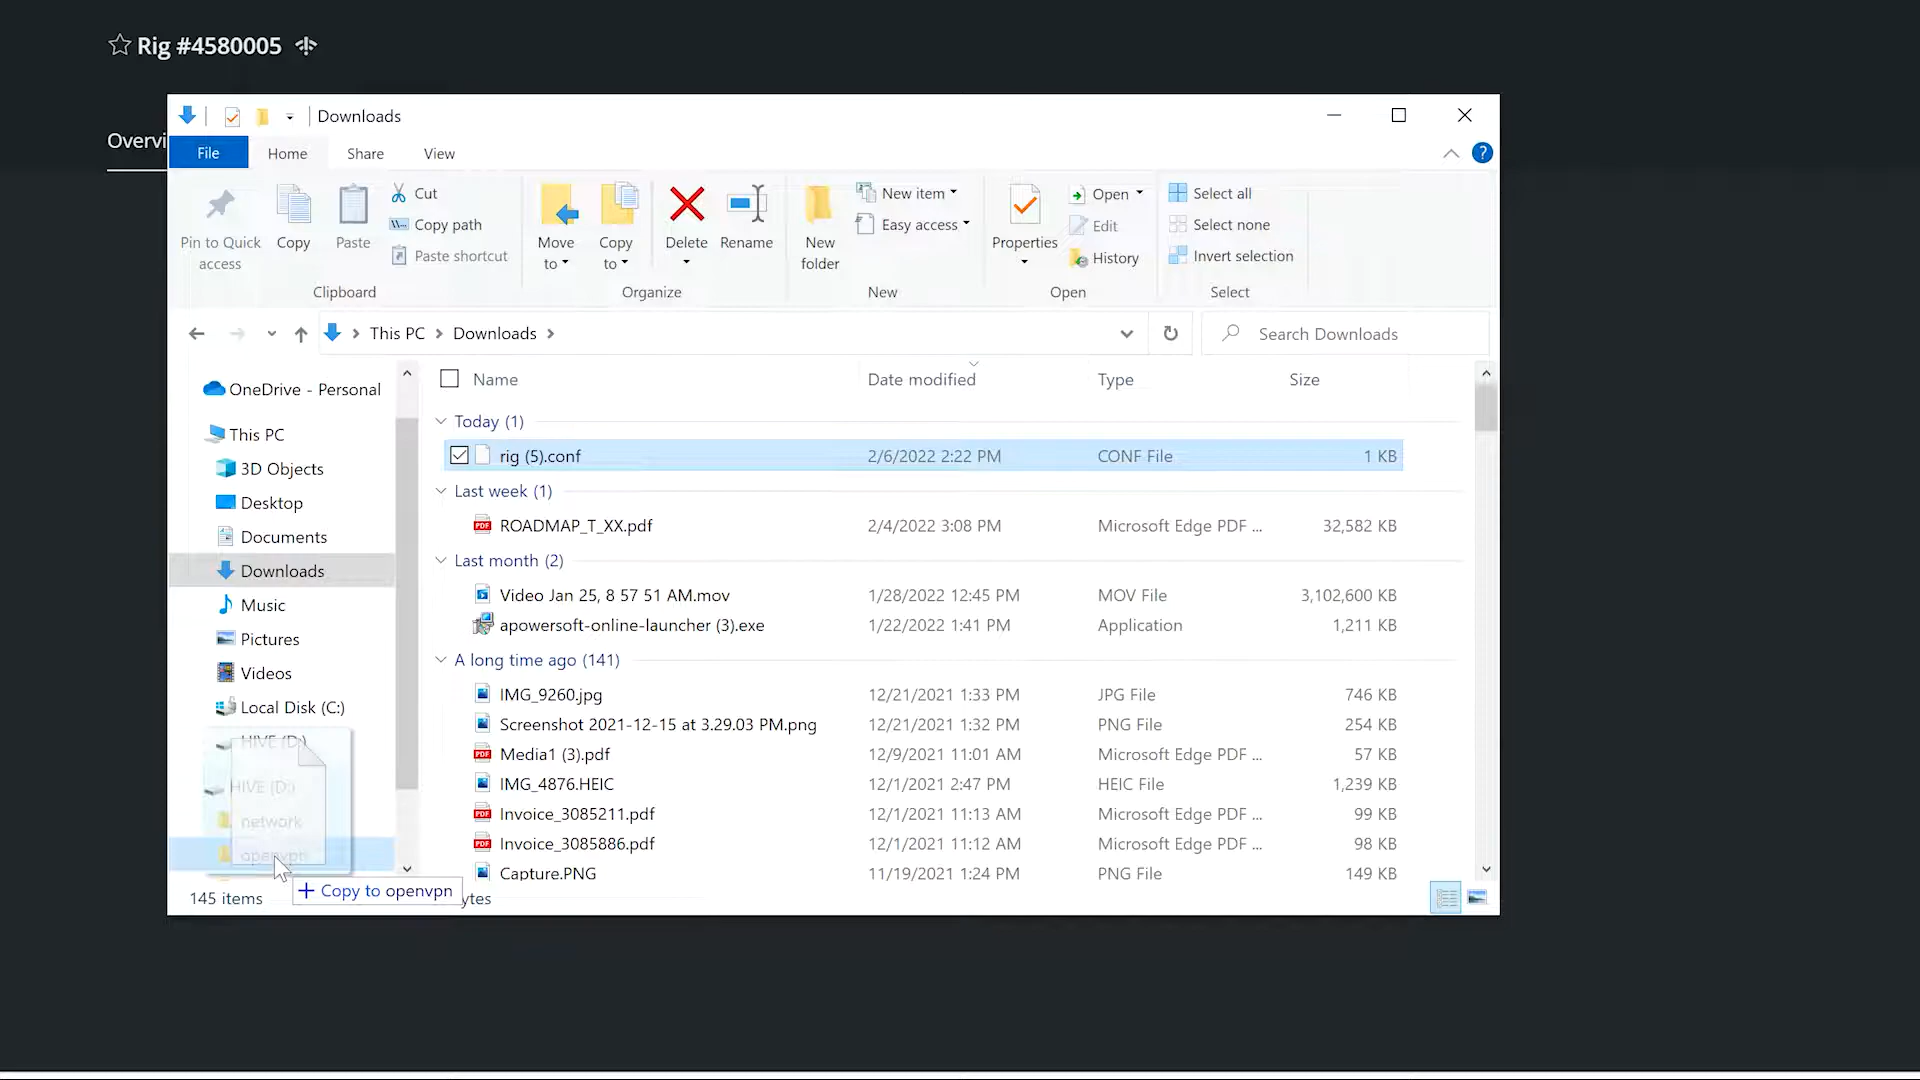 Rig #4580005
Downloads
Overvi
File Home Share View
Pin to Quick access
Copy
Paste
Cut
Copy path
Paste shortcut
Clipboard
Move to
Copy to
Delete
Rename
Organize
New folder
New item
Easy access
New
Properties
Open
Edit
History
Open
Select all
Select none
Invert selection
Select
This PC Downloads
Search Downloads
OneDrive - Personal
This PC
3D Objects
Desktop
Documents
Downloads
Music
Pictures
Videos
Local Disk (C:)
HIVE (D:)
HIVE (D:)
network
openvpn
Name Date modified Type Size
Today (1)
rig (5).conf 2/6/2022 2:22 PM CONF File 1 KB
Last week (1)
ROADMAP_T_XX.pdf 2/4/2022 3:08 PM Microsoft Edge PDF ... 32,582 KB
Last month (2)
Video Jan 25, 8 57 51 AM.mov 1/28/2022 12:45 PM MOV File 3,102,600 KB
apowersoft-online-launcher (3).exe 1/22/2022 1:41 PM Application 1,211 KB
A long time ago (141)
IMG_9260.jpg 12/21/2021 1:33 PM JPG File 746 KB
Screenshot 2021-12-15 at 3.29.03 PM.png 12/21/2021 1:32 PM PNG File 254 KB
Media1 (3).pdf 12/9/2021 11:01 AM Microsoft Edge PDF ... 57 KB
IMG_4876.HEIC 12/1/2021 2:47 PM HEIC File 1,239 KB
Invoice_3085211.pdf 12/1/2021 11:13 AM Microsoft Edge PDF ... 99 KB
Invoice_3085886.pdf 12/1/2021 11:12 AM Microsoft Edge PDF ... 98 KB
Capture.PNG 11/19/2021 1:24 PM PNG File 149 KB
145 items
+ Copy to openvpn
ytes